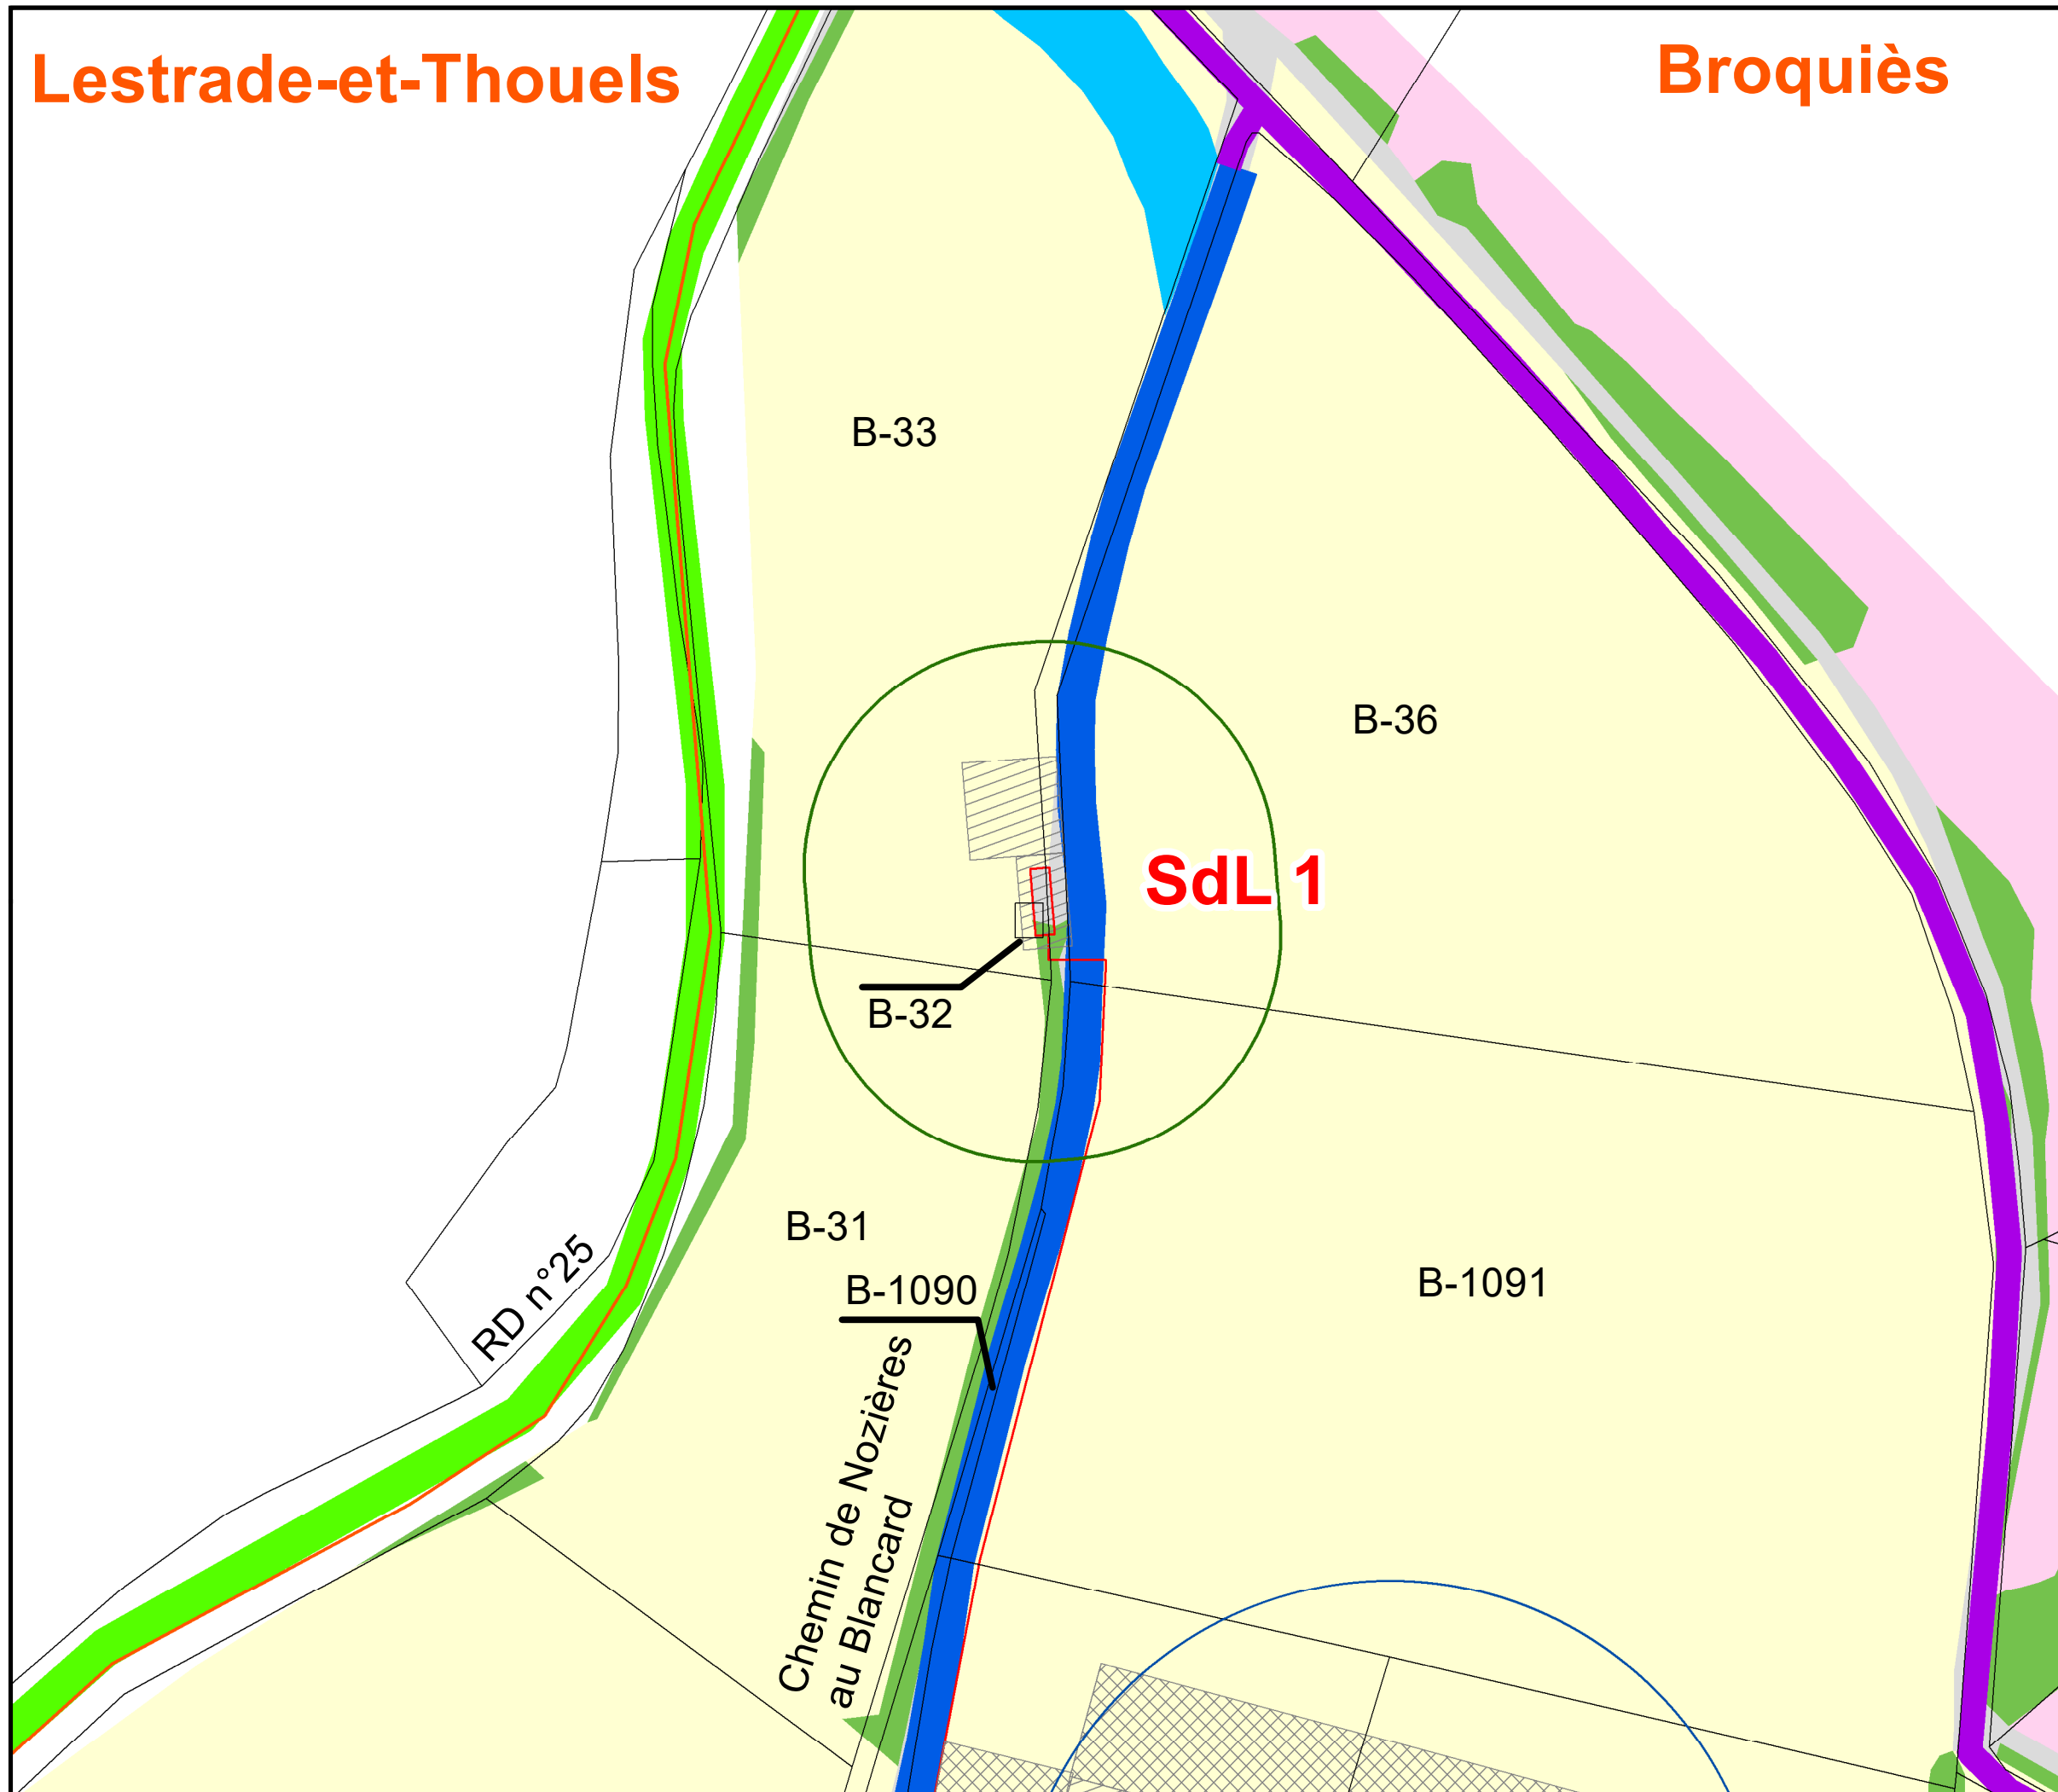 Lestrade-et-Thouels
Broquiès
B-33
B-36
SdL 1
B-32
B-31
RD n°25
B-1090
B-1091
Chemin de Nozières
au Blancard